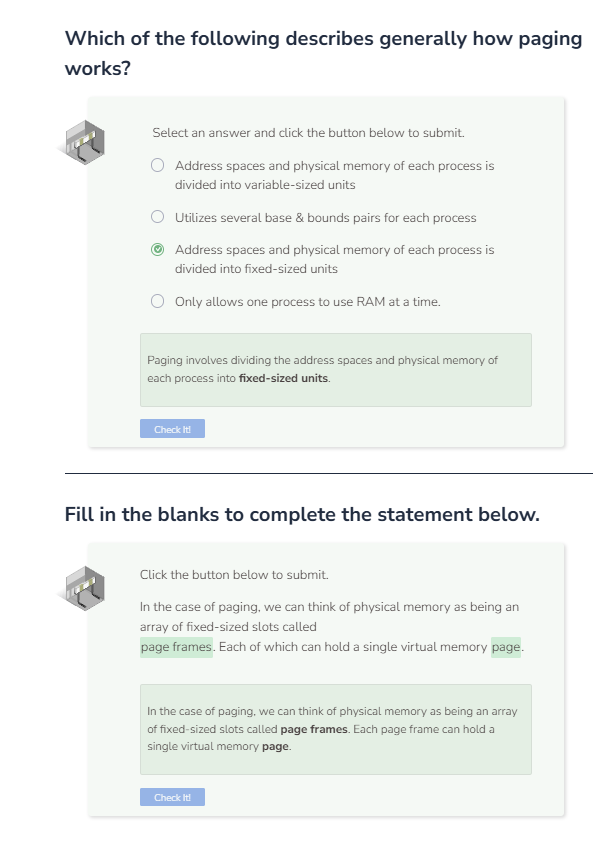 Which of the following describes generally how paging
works?
Select an answer and click the button below to submit.
Address spaces and physical memory of each process is
divided into variable-sized units
Utilizes several base & bounds pairs for each process
Address spaces and physical memory of each process is
divided into fixed-sized units
Only allows one process to use RAM at a time.
Paging involves dividing the address spaces and physical memory of
each process into fixed-sized units.
Check It!
Fill in the blanks to complete the statement below.
Click the button below to submit.
In the case of paging, we can think of physical memory as being an
array of fixed-sized slots called
page frames. Each of which can hold a single virtual memory page.
In the case of paging, we can think of physical memory as being an array
of fixed-sized slots called page frames. Each page frame can hold a
single virtual memory page.
Check It!